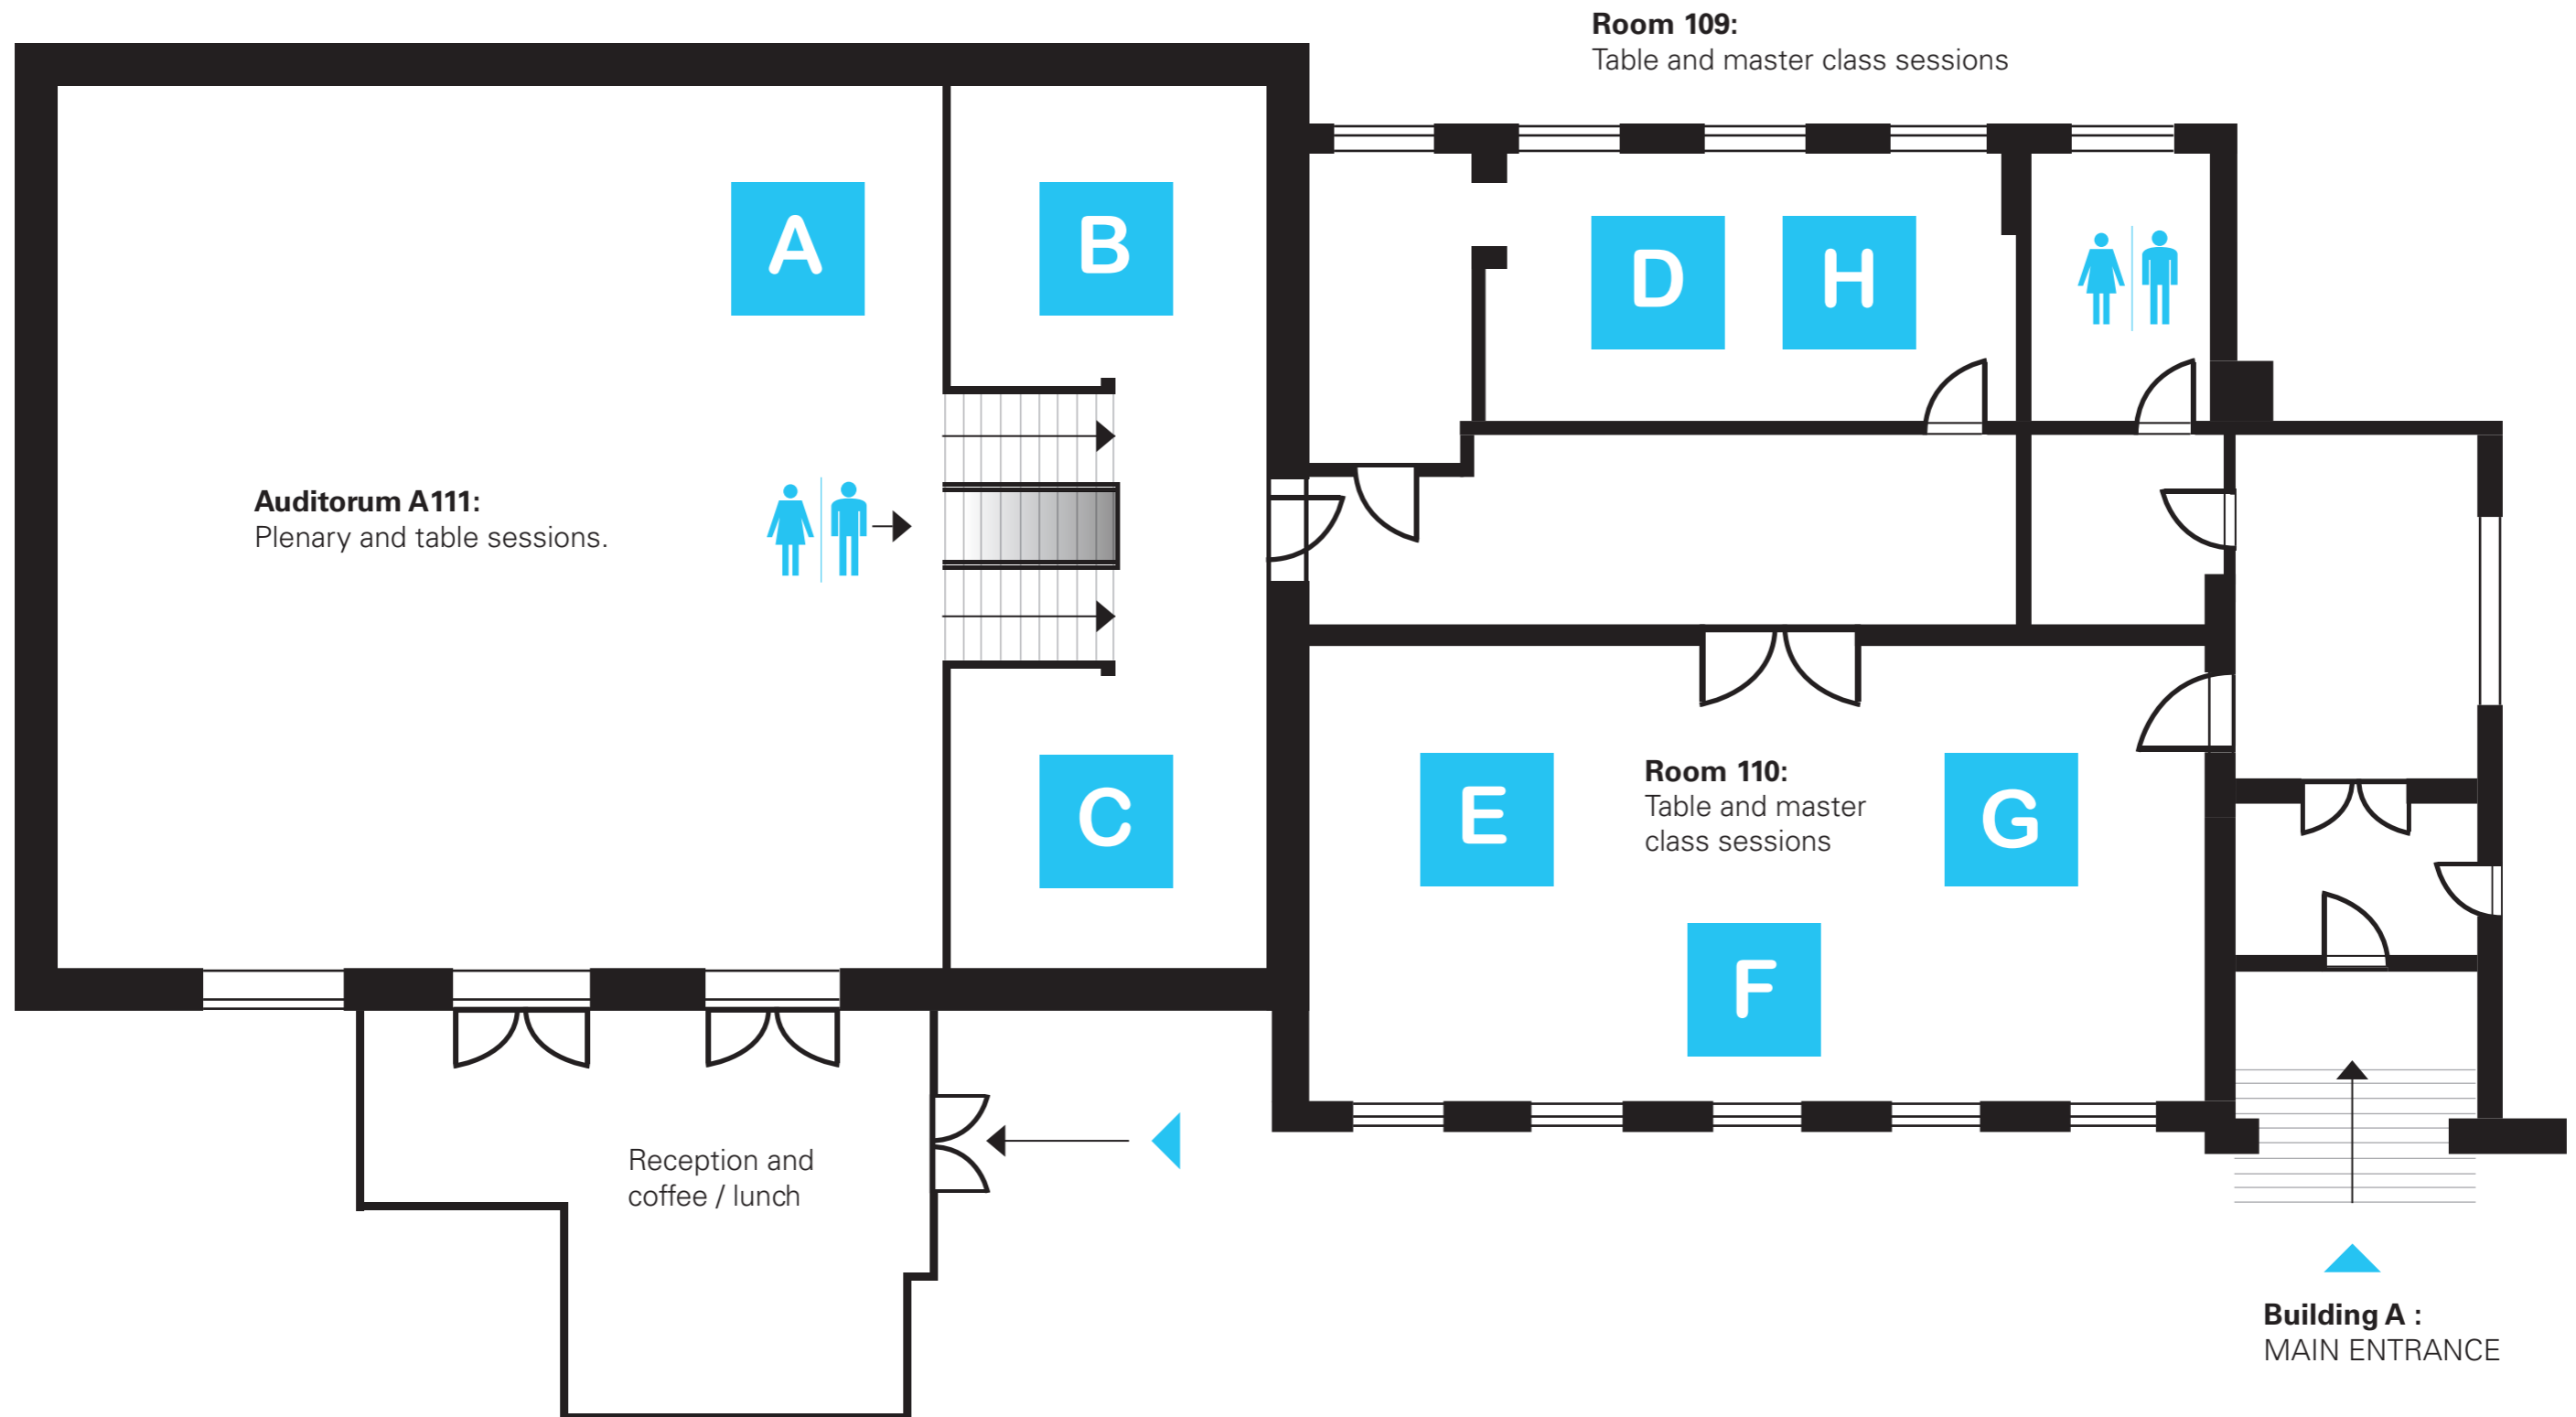 Room 109:
Table and master class sessions
A
B
D
H
Auditorum A111:
Plenary and table sessions.
C
E
Room 110:
Table and master
class sessions
G
F
Reception and
coffee / lunch
Building A :
MAIN ENTRANCE